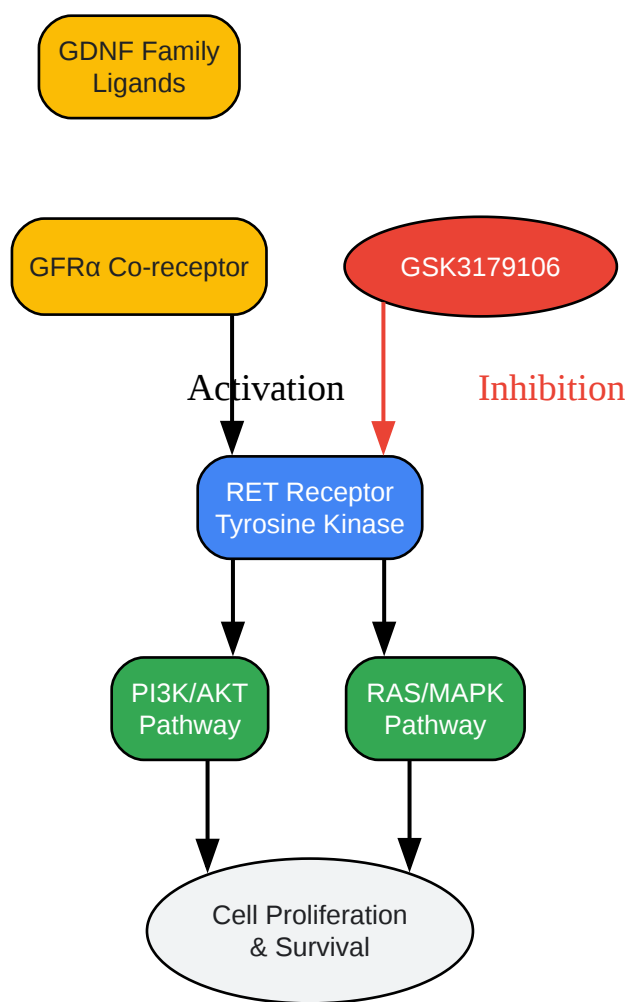 GDNF Family
Ligands
GFRα Co-receptor
GSK3179106
Activation
Inhibition
RET Receptor
Tyrosine Kinase
PI3K/AKT
Pathway
RAS/MAPK
Pathway
Cell Proliferation
& Survival